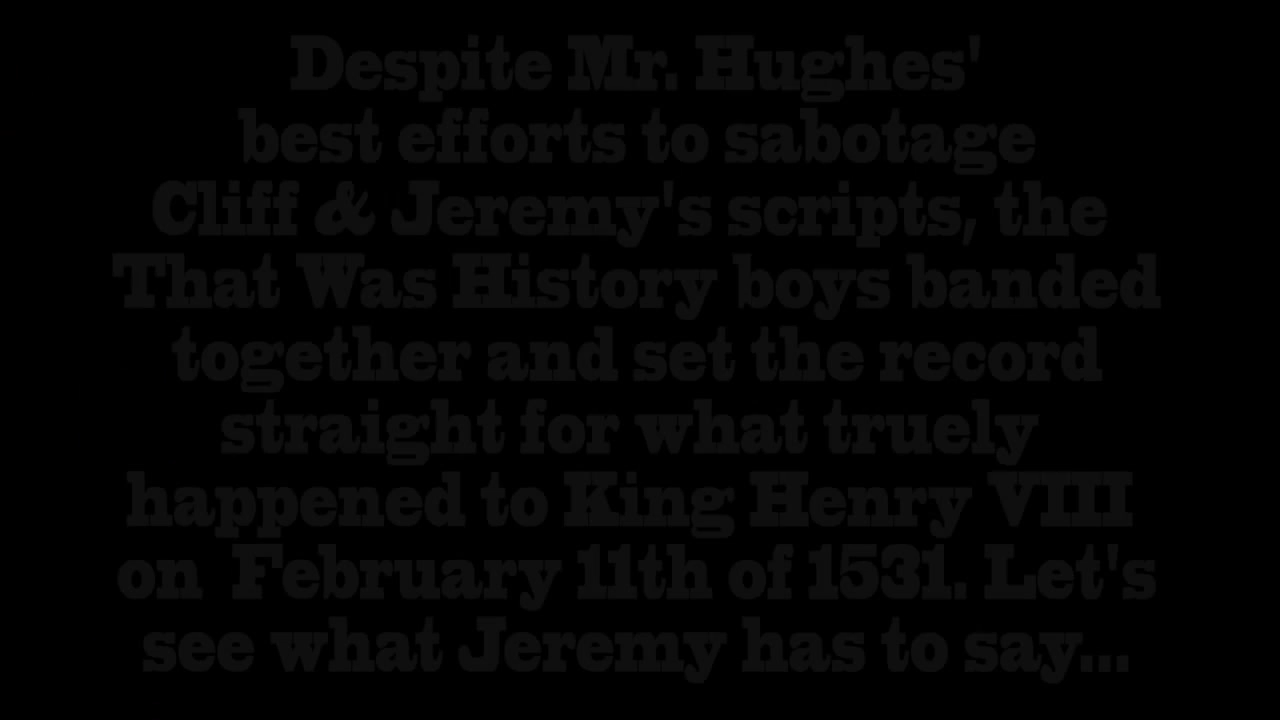 Despite Mr. Hughes'
best efforts to sabotage
Cliff & Jeremy's scripts, the
That Was History boys banded
together and set the record
straight for what truely
happened to King Henry VIII
on February 11th of 1531. Let's
see what Jeremy has to say...